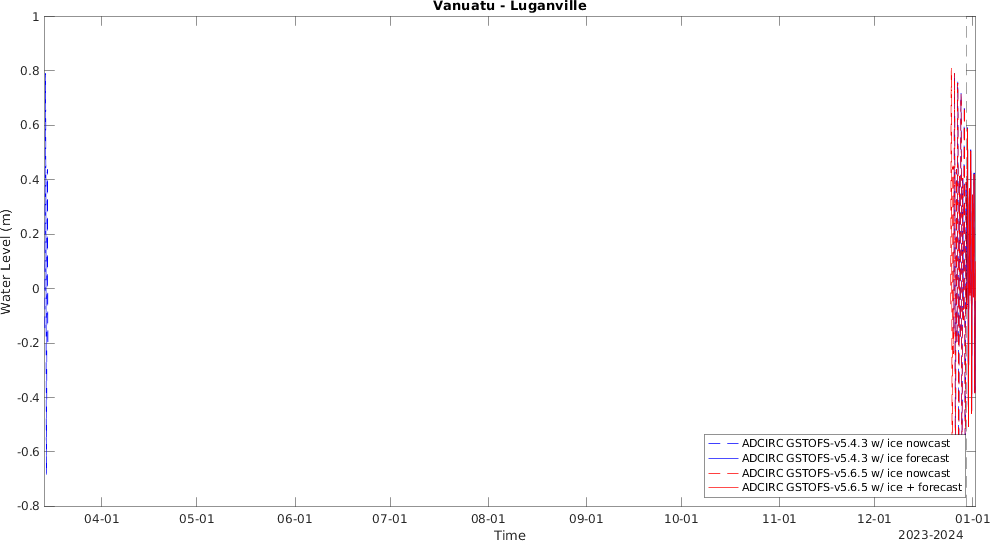 Vanuatu - Luganville
1
0.8
0.6
0.4
0.2
0
-0.2
-0.4
-0.6
-0.8
Water Level (m)
ADCIRC GSTOFS-v5.4.3 w/ ice nowcast
ADCIRC GSTOFS-v5.4.3 w/ ice forecast
ADCIRC GSTOFS-v5.6.5 w/ ice nowcast
ADCIRC GSTOFS-v5.6.5 w/ ice + forecast
04-01 05-01 06-01 07-01 08-01 09-01 10-01 11-01 12-01 01-01
Time
2023-2024